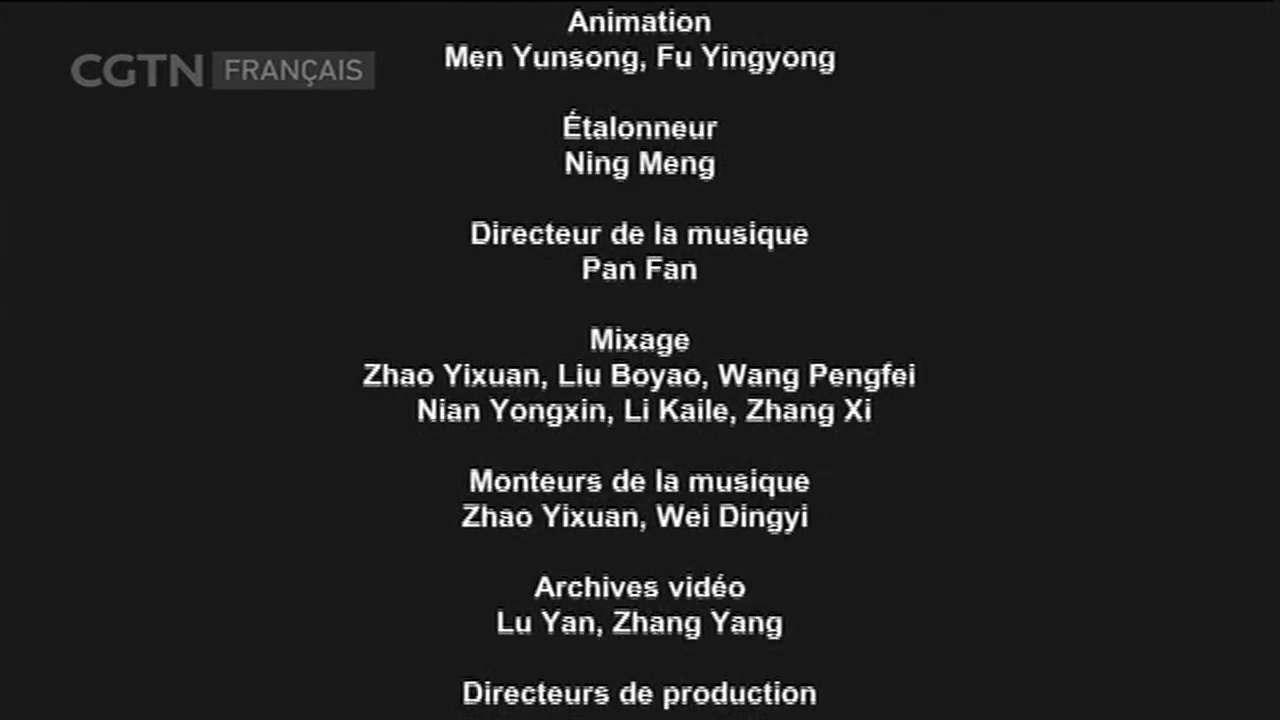 Animation
CGTN FRANÇAIS
Men Yunsong, Fu Yingyong
Étalonneur
Ning Meng
Directeur de la musique
Pan Fan
Mixage
Zhao Yixuan, Liu Boyao, Wang Pengfei
Nian Yongxin, Li Kaile, Zhang Xi
Monteurs de la musique
Zhao Yixuan, Wei Dingyi
Archives vidéo
Lu Yan, Zhang Yang
Directeurs de production